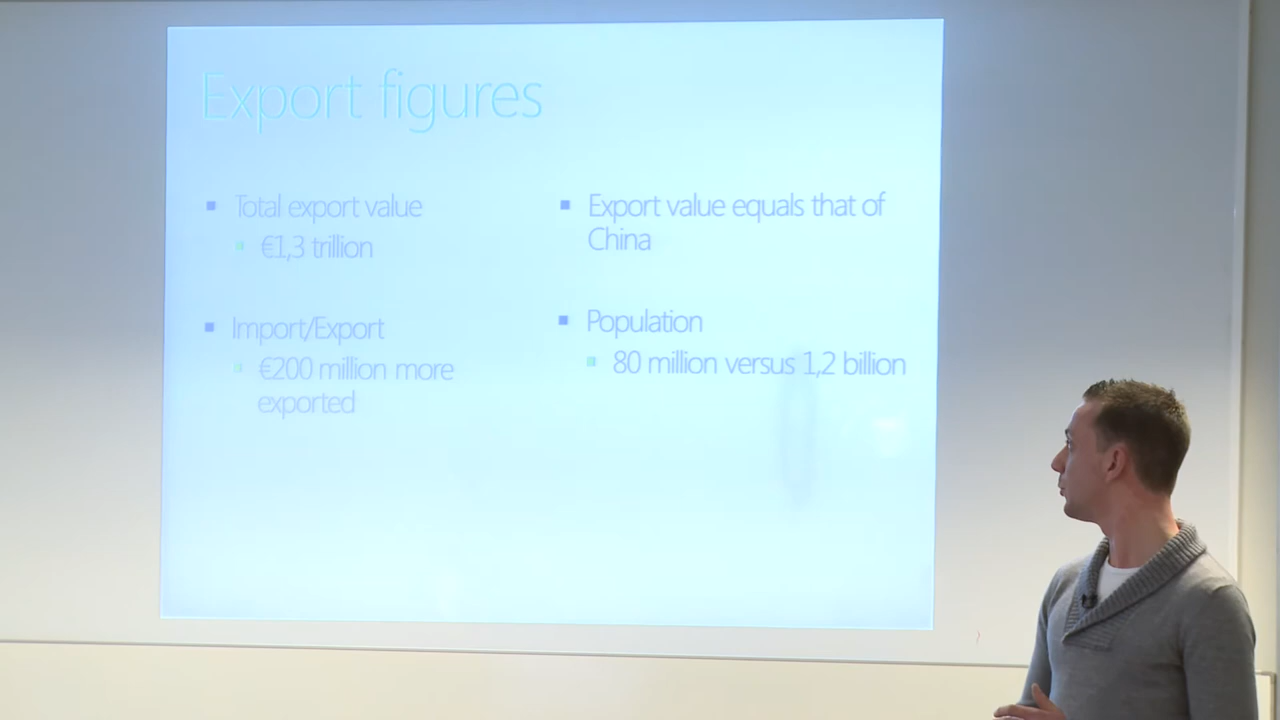 Export figures
Total export value
€1,3 trillion
Import/Export
€200 million more
exported
Export value equals that of
China
Population
80 million versus 1,2 billion